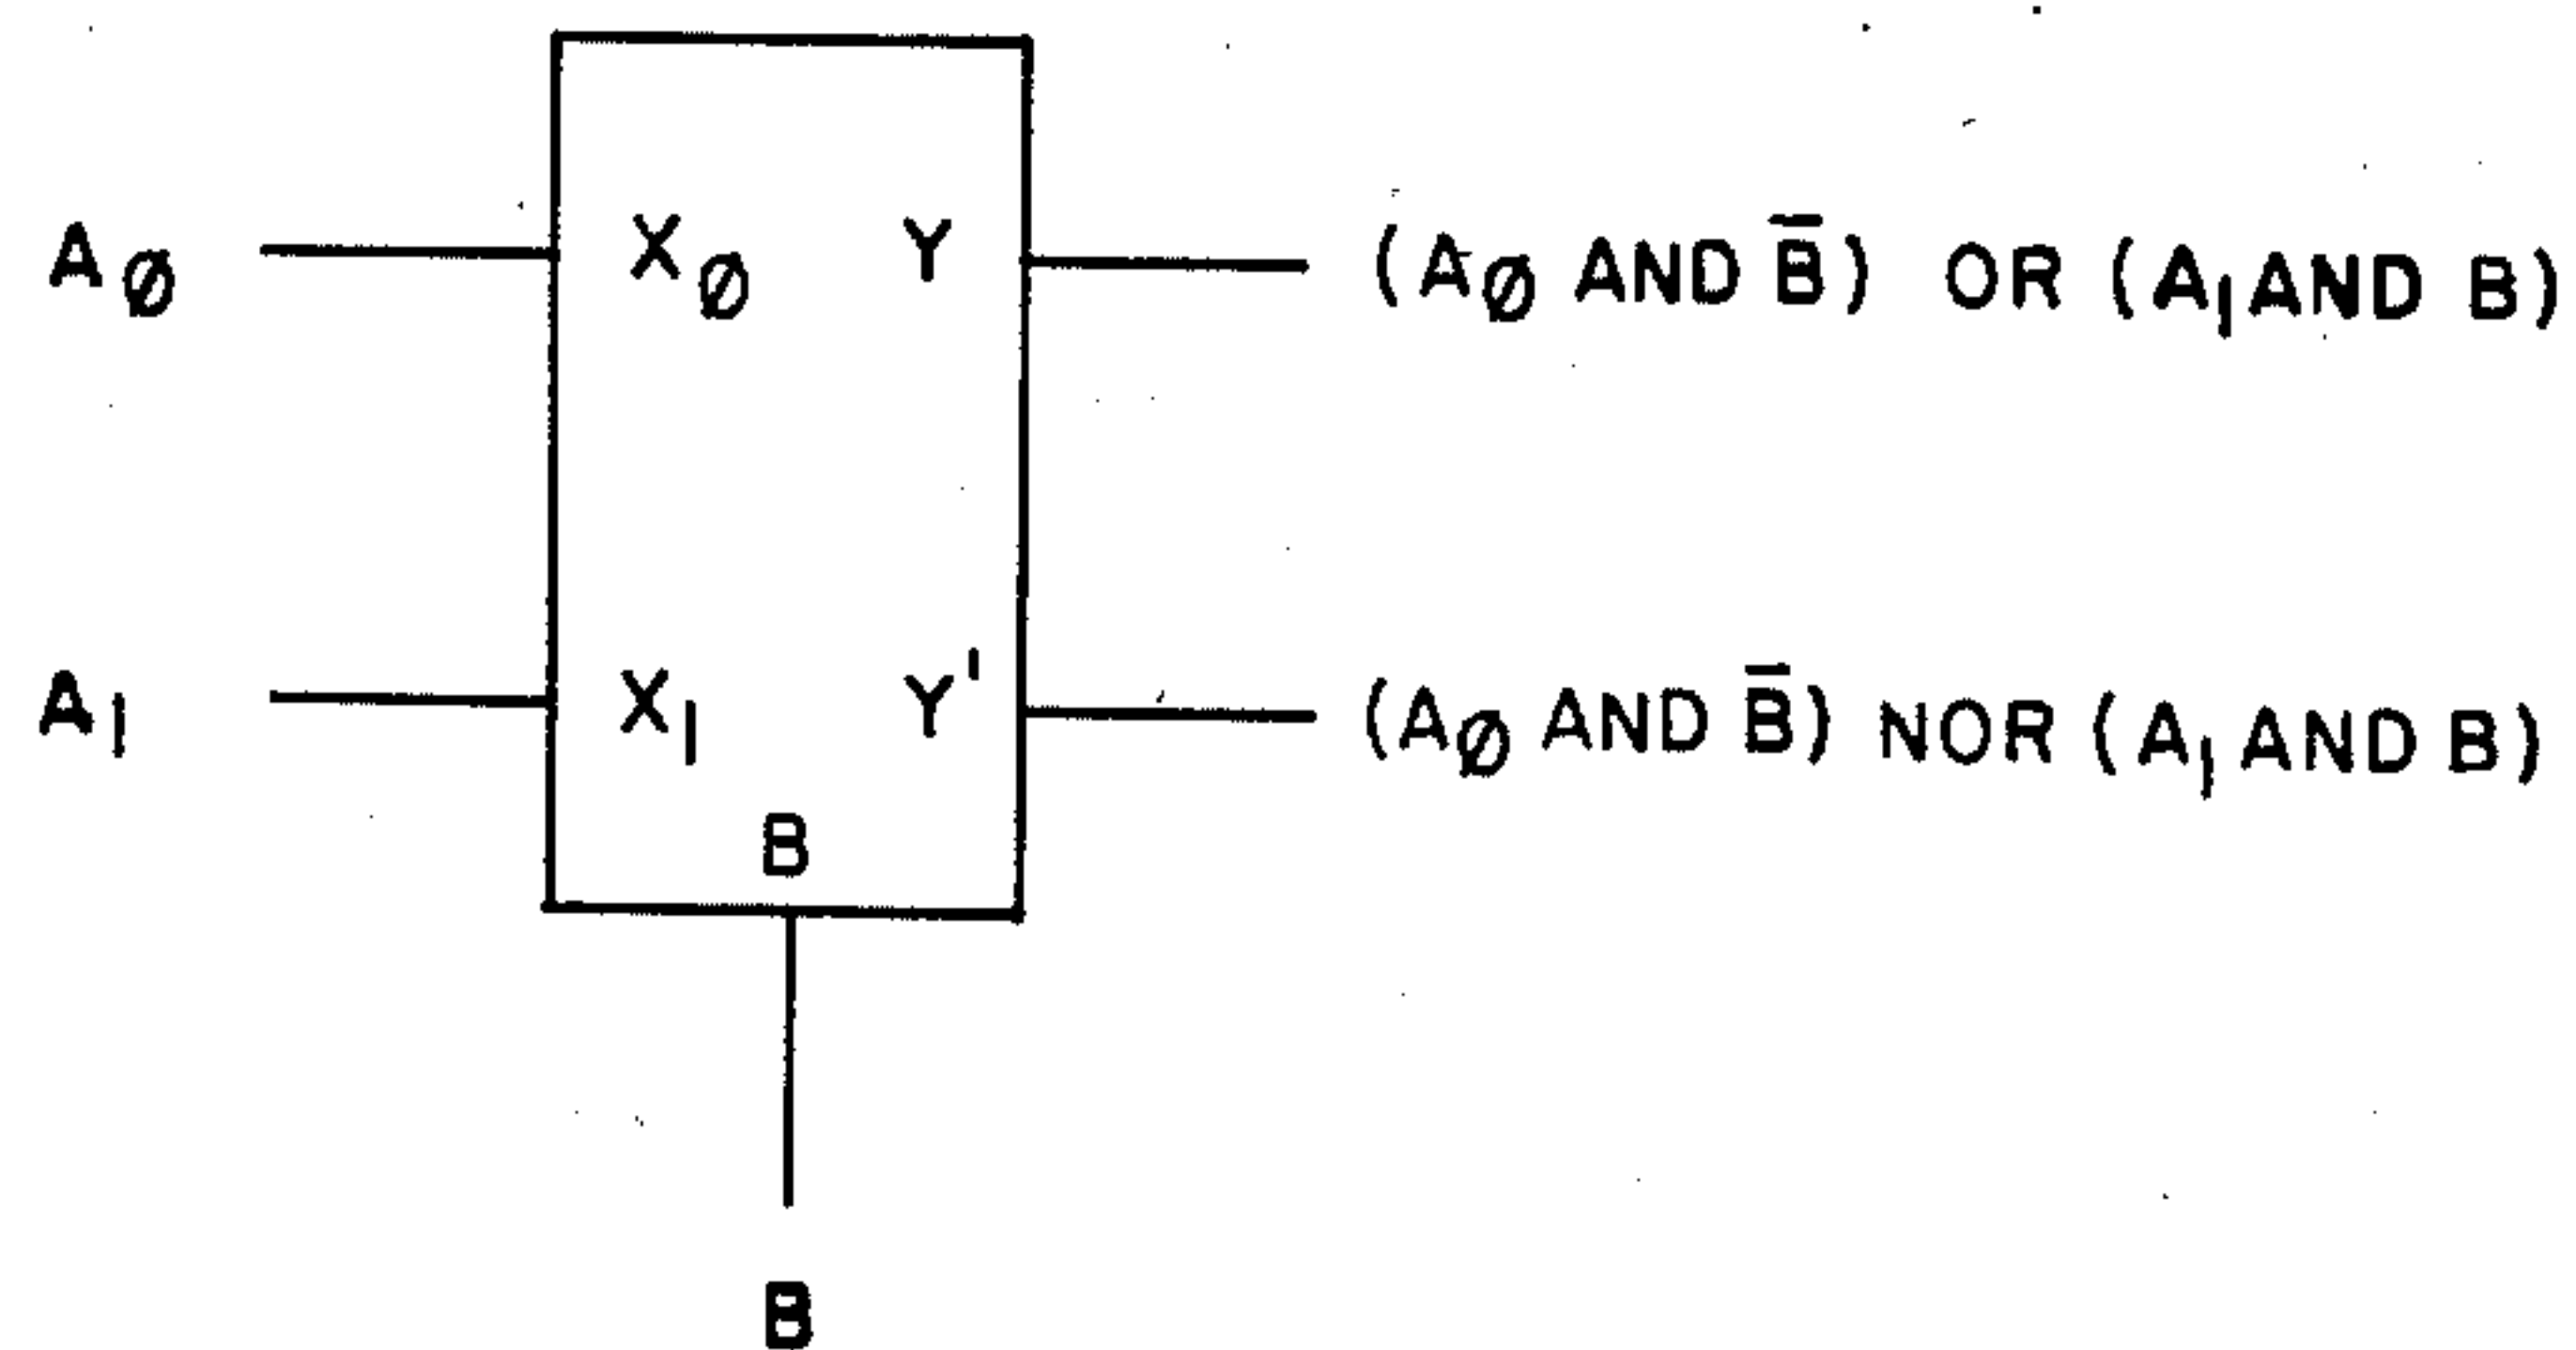 A∅ X∅ Y (A∅ AND B̅) OR (A₁ AND B)
A₁ X₁ Y' (A∅ AND B̅) NOR (A₁ AND B)
B
B